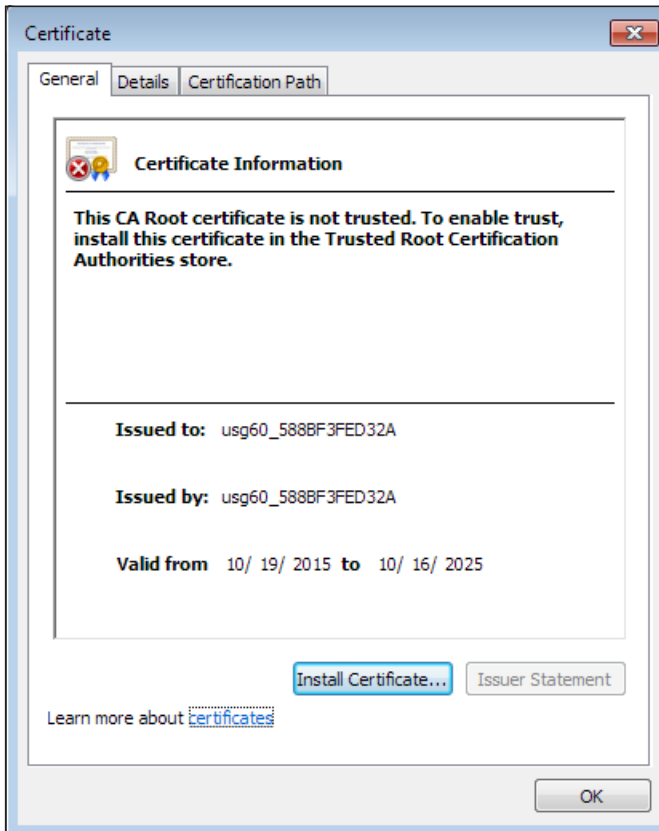 Certificate
General
Details
Certification Path
Certificate Information
This CA Root certificate is not trusted. To enable trust,
install this certificate in the Trusted Root Certification
Authorities store.
Issued to: usg60_588BF3FED32A
Issued by: usg60_588BF3FED32A
Valid from 10/ 19/ 2015 to 10/ 16/ 2025
Install Certificate...
Issuer Statement
Learn more about certificates
OK